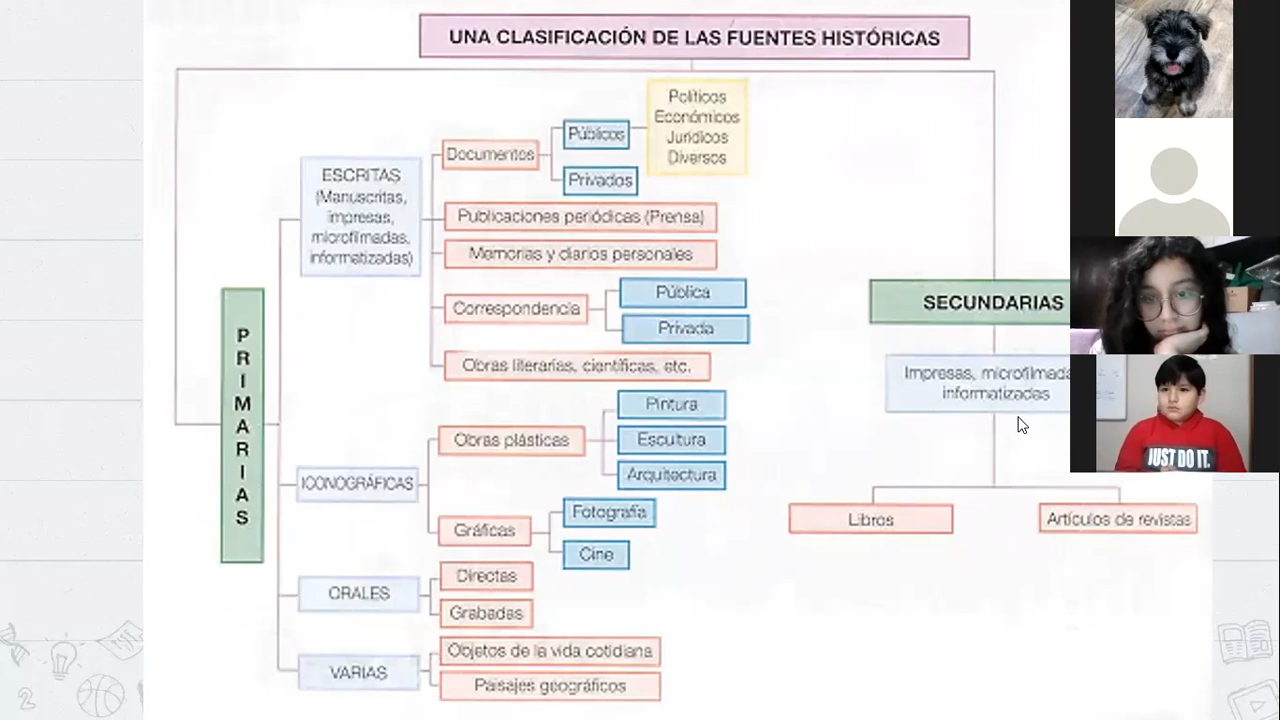 UNA CLASIFICACIÓN DE LAS FUENTES HISTÓRICAS
PRIMARIAS
ESCRITAS
(Manuscritas,
impresas,
microfilmadas,
informatizadas)
Documentos
Públicos
Políticos
Económicos
Jurídicos
Diversos
Privados
Publicaciones periódicas (Prensa)
Memorias y diarios personales
Correspondencia
Pública
Privada
Obras literarias, científicas, etc.
ICONOGRÁFICAS
Obras plásticas
Pintura
Escultura
Arquitectura
Gráficas
Fotografía
Cine
ORALES
Directas
Grabadas
VARIAS
Objetos de la vida cotidiana
Paisajes geográficos
SECUNDARIAS
Impresas, microfilmada
informatizadas
Libros
Artículos de revistas
JUST DO IT.
2